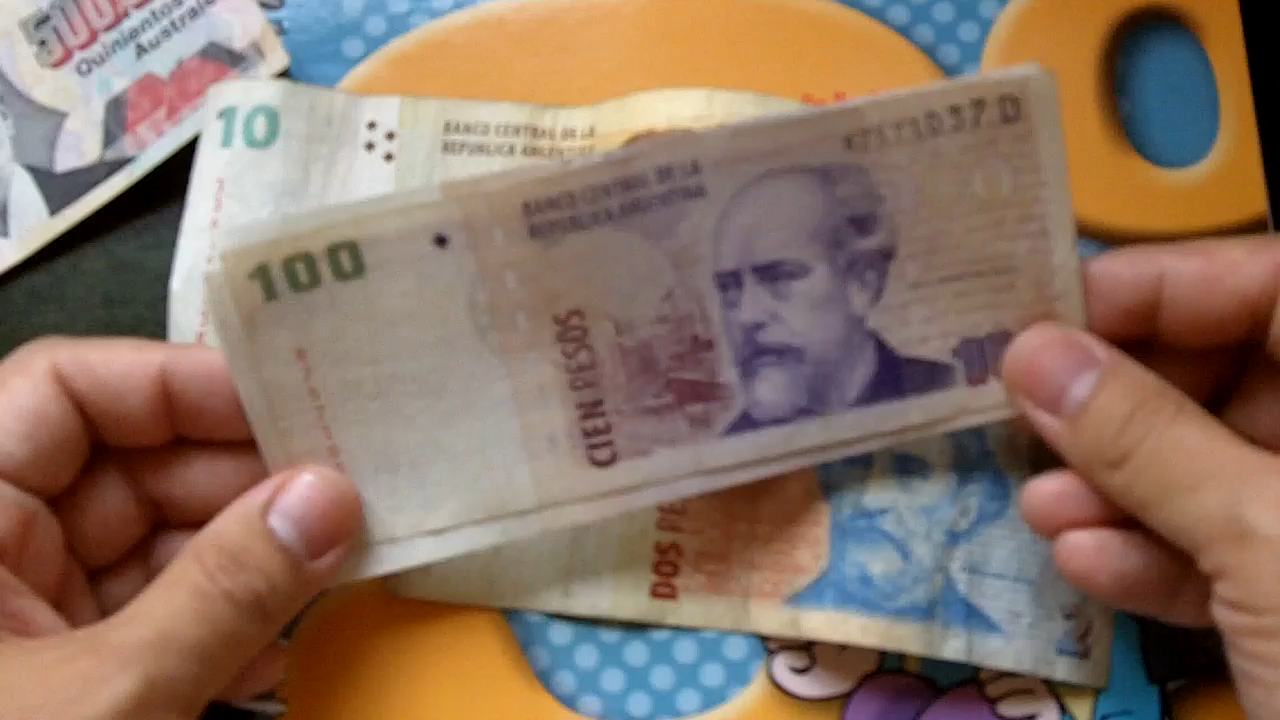 500
Quinientos
Australes
10
BANCO CENTRAL DE LA
REPUBLICA ARGENTINA
100
BANCO CENTRAL DE LA
REPUBLICA ARGENTINA
CIEN PESOS
DOS PE